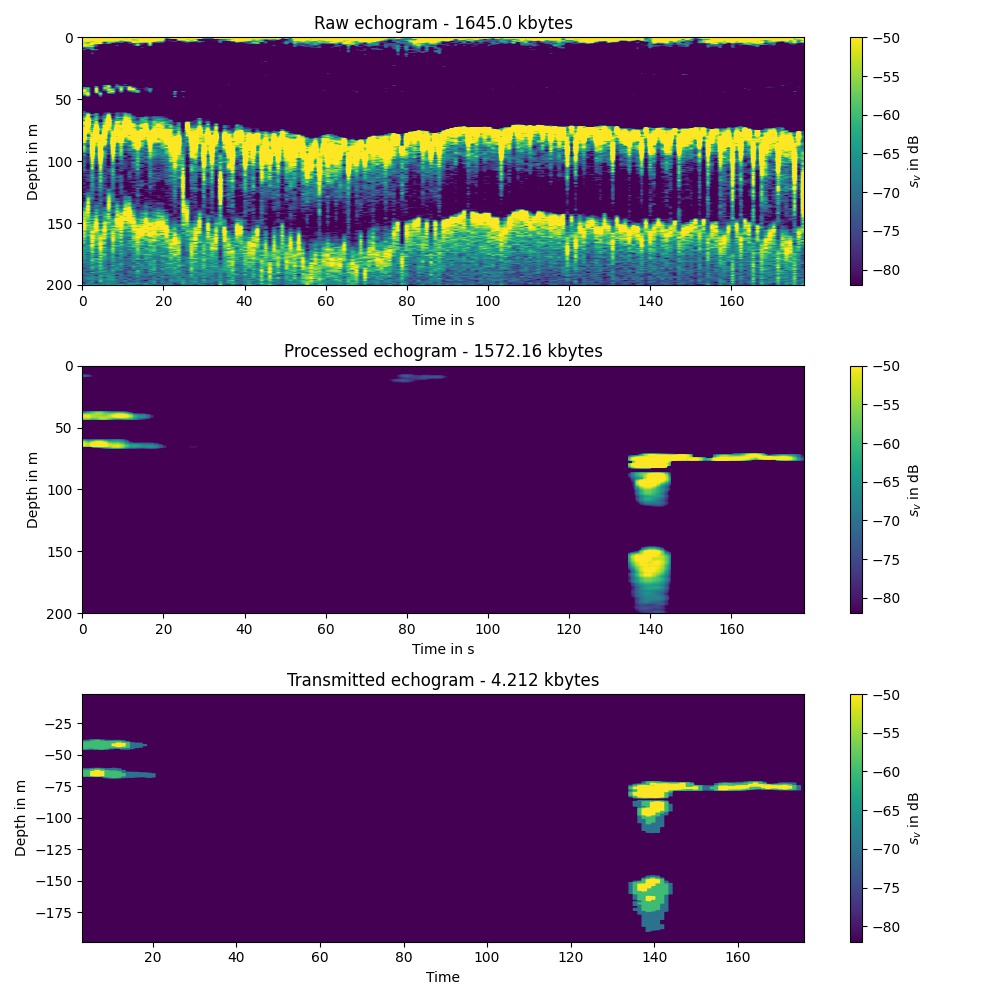 Raw echogram - 1645.0 kbytes
0
50
100
150
200
Depth in m
0 20 40 60 80 100 120 140 160
Time in s
−50
−55
−60
−65
−70
−75
−80
s_v in dB
Processed echogram - 1572.16 kbytes
0
50
100
150
200
Depth in m
0 20 40 60 80 100 120 140 160
Time in s
−50
−55
−60
−65
−70
−75
−80
s_v in dB
Transmitted echogram - 4.212 kbytes
−25
−50
−75
−100
−125
−150
−175
Depth in m
20 40 60 80 100 120 140 160
Time
−50
−55
−60
−65
−70
−75
−80
s_v in dB